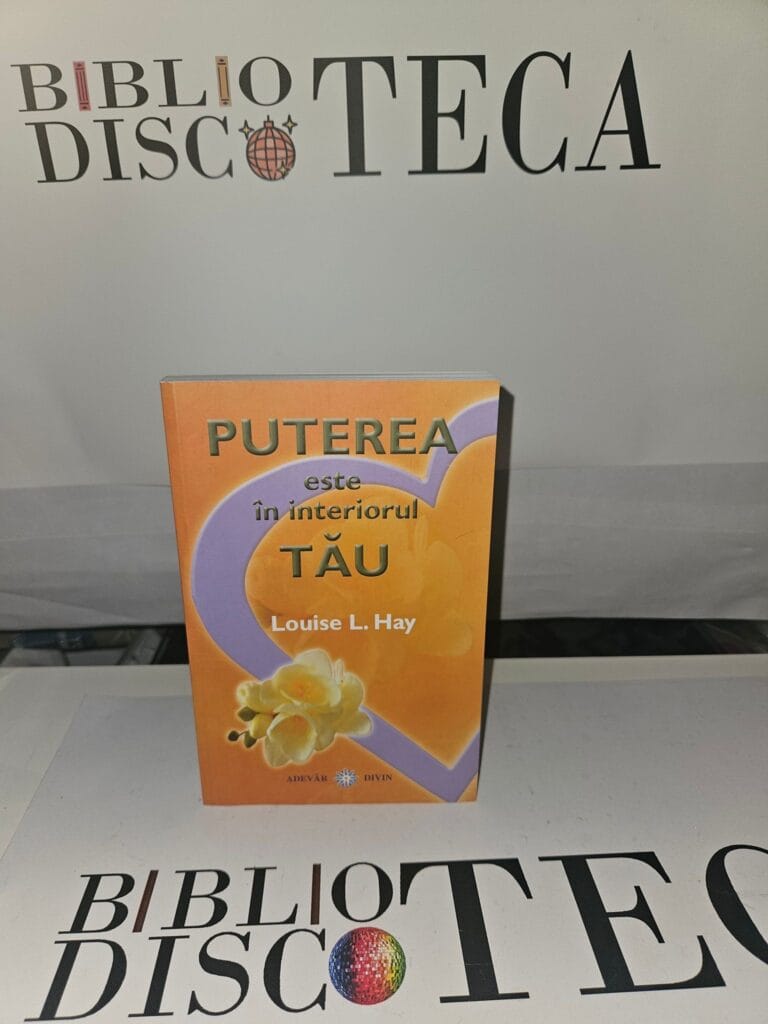 BIBLIO
DISCOTECA
PUTEREA
este
în interiorul
TĂU
Louise L. Hay
ADEVĂR DIVIN
BIBLIO
DISCOTEC